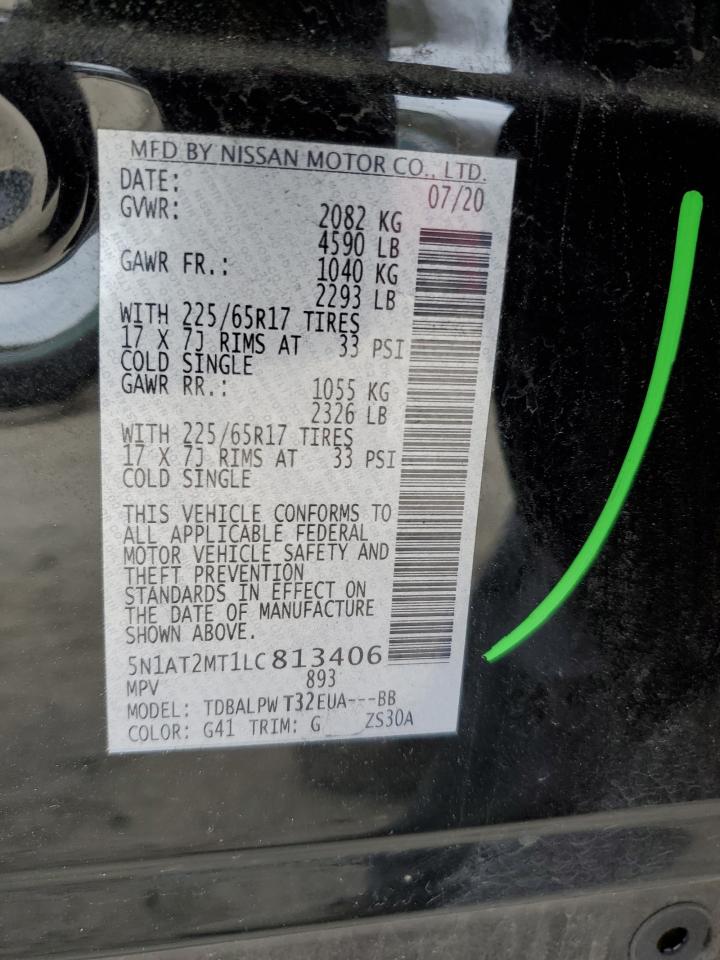 MFD BY NISSAN MOTOR CO., LTD.
DATE: 07/20
GVWR: 2082 KG
4590 LB
GAWR FR.: 1040 KG
2293 LB
WITH 225/65R17 TIRES
17 X 7J RIMS AT 33 PSI
COLD SINGLE
GAWR RR.: 1055 KG
2326 LB
WITH 225/65R17 TIRES
17 X 7J RIMS AT 33 PSI
COLD SINGLE
THIS VEHICLE CONFORMS TO
ALL APPLICABLE FEDERAL
MOTOR VEHICLE SAFETY AND
THEFT PREVENTION
STANDARDS IN EFFECT ON
THE DATE OF MANUFACTURE
SHOWN ABOVE.
5N1AT2MT1LC813406
MPV 893
MODEL: TDBALPW T32EUA---BB
COLOR: G41 TRIM: G ZS30A